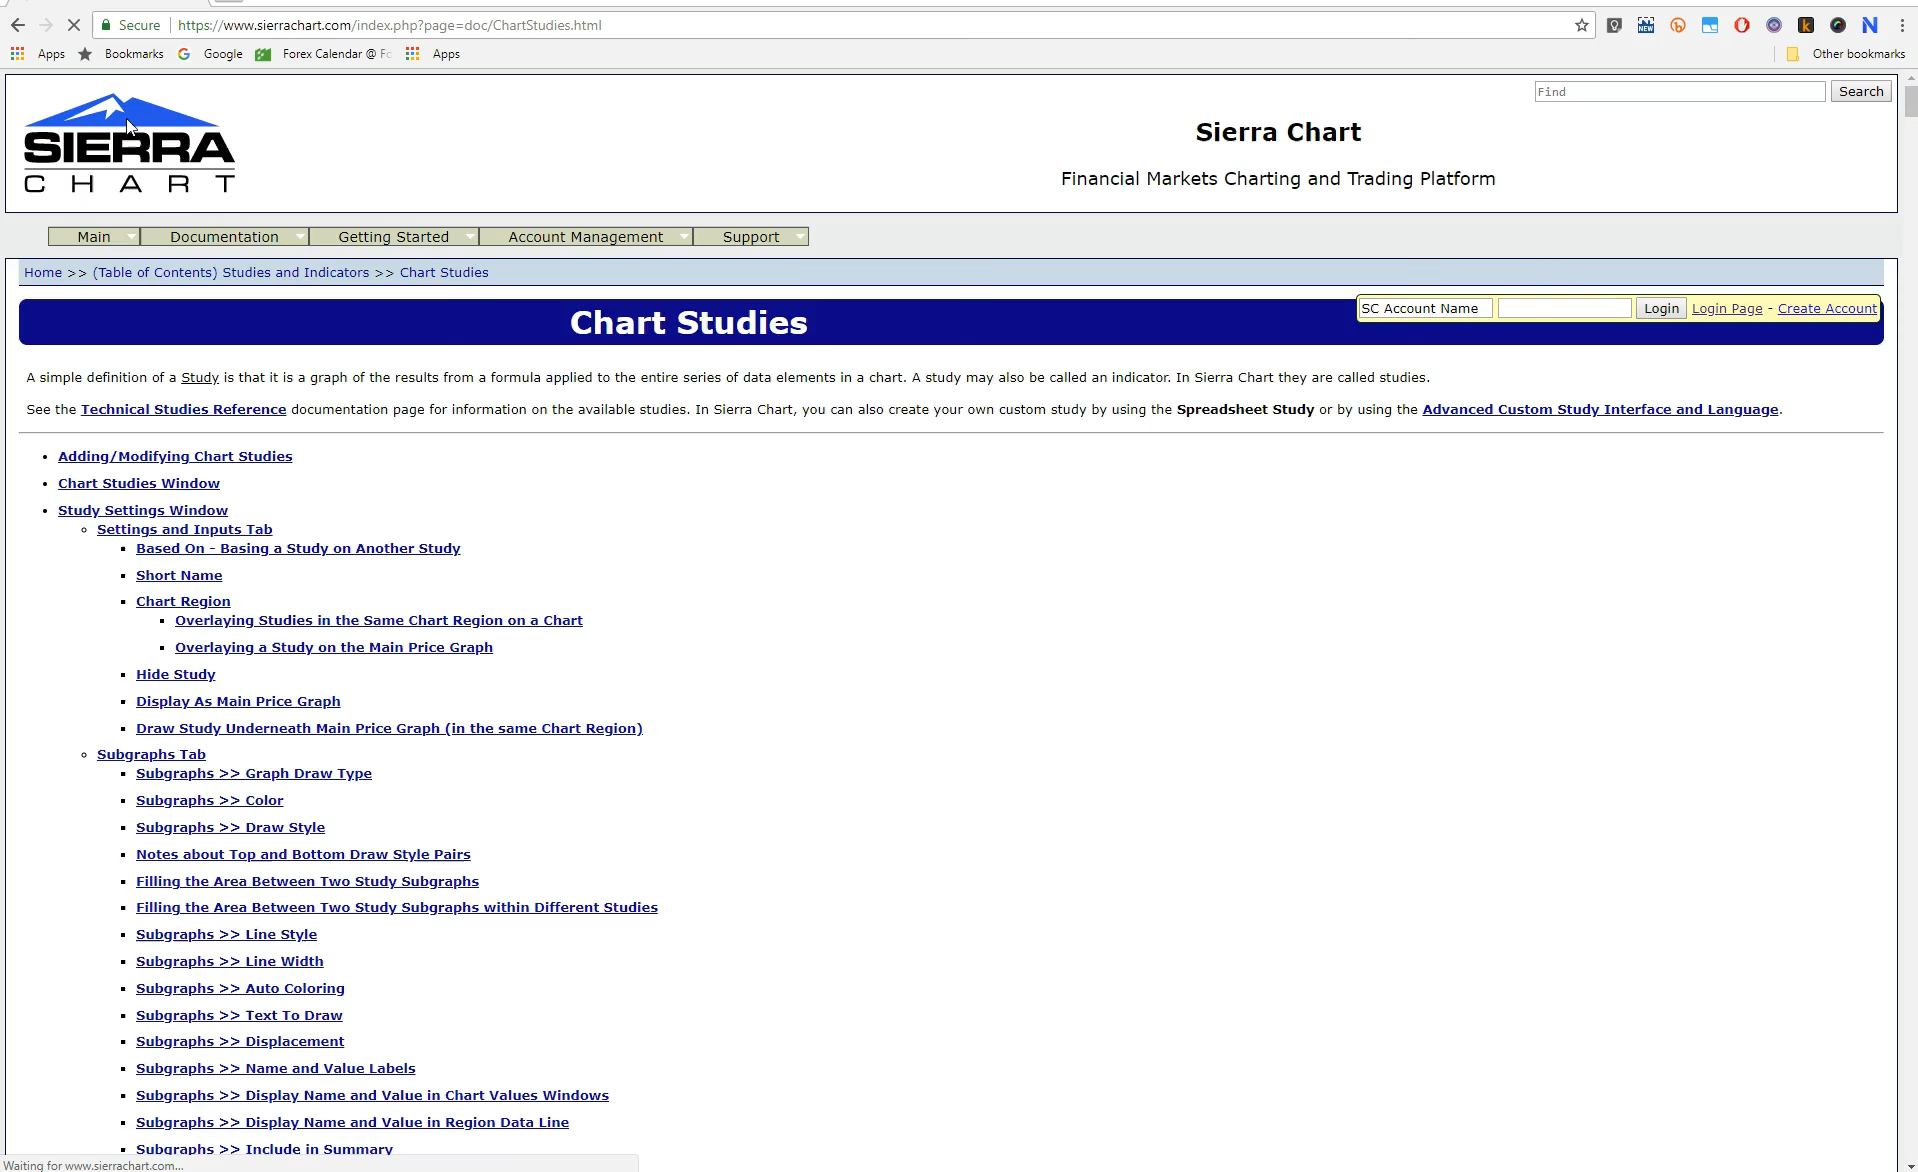 Secure https://www.sierrachart.com/index.php?page=doc/ChartStudies.html
NEW
k
N
Apps Bookmarks Google Forex Calendar @ Apps Other bookmarks
Find Search
SIERRA
CHART
Sierra Chart
Financial Markets Charting and Trading Platform
Main Documentation Getting Started Account Management Support
Home >> (Table of Contents) Studies and Indicators >> Chart Studies
Chart Studies
SC Account Name Login Login Page - Create Account
A simple definition of a Study is that it is a graph of the results from a formula applied to the entire series of data elements in a chart. A study may also be called an indicator. In Sierra Chart they are called studies.
See the Technical Studies Reference documentation page for information on the available studies. In Sierra Chart, you can also create your own custom study by using the Spreadsheet Study or by using the Advanced Custom Study Interface and Language.
Adding/Modifying Chart Studies
Chart Studies Window
Study Settings Window
Settings and Inputs Tab
Based On - Basing a Study on Another Study
Short Name
Chart Region
Overlaying Studies in the Same Chart Region on a Chart
Overlaying a Study on the Main Price Graph
Hide Study
Display As Main Price Graph
Draw Study Underneath Main Price Graph (in the same Chart Region)
Subgraphs Tab
Subgraphs >> Graph Draw Type
Subgraphs >> Color
Subgraphs >> Draw Style
Notes about Top and Bottom Draw Style Pairs
Filling the Area Between Two Study Subgraphs
Filling the Area Between Two Study Subgraphs within Different Studies
Subgraphs >> Line Style
Subgraphs >> Line Width
Subgraphs >> Auto Coloring
Subgraphs >> Text To Draw
Subgraphs >> Displacement
Subgraphs >> Name and Value Labels
Subgraphs >> Display Name and Value in Chart Values Windows
Subgraphs >> Display Name and Value in Region Data Line
Subgraphs >> Include in Summary
Waiting for www.sierrachart.com...